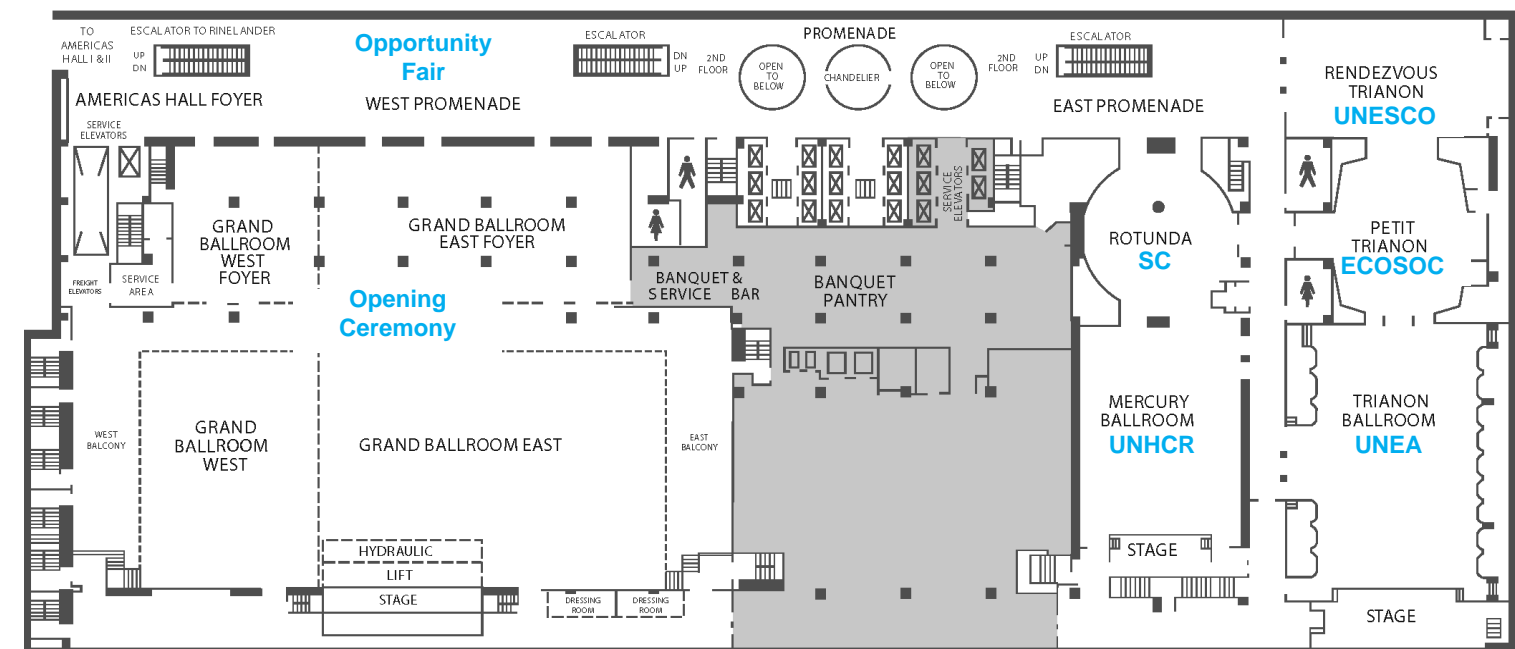 TO
AMERICAS
HALL I & II
ESCALATOR TO RINELANDER
UP
DN
Opportunity
Fair
ESCALATOR
DN
UP
2ND
FLOOR
PROMENADE
OPEN
TO
BELOW
CHANDELIER
OPEN
TO
BELOW
2ND
FLOOR
UP
DN
ESCALATOR
RENDEZVOUS
TRIANON
UNESCO
AMERICAS HALL FOYER
WEST PROMENADE
EAST PROMENADE
SERVICE
ELEVATORS
GRAND
BALLROOM
WEST
FOYER
GRAND BALLROOM
EAST FOYER
SERVICE
ELEVATORS
ROTUNDA
SC
PETIT
TRIANON
ECOSOC
FREIGHT
ELEVATORS
SERVICE
AREA
Opening
Ceremony
BANQUET &
SERVICE BAR
BANQUET
PANTRY
WEST
BALCONY
GRAND
BALLROOM
WEST
GRAND BALLROOM EAST
EAST
BALCONY
MERCURY
BALLROOM
UNHCR
TRIANON
BALLROOM
UNEA
HYDRAULIC
LIFT
STAGE
DRESSING
ROOM
DRESSING
ROOM
STAGE
STAGE